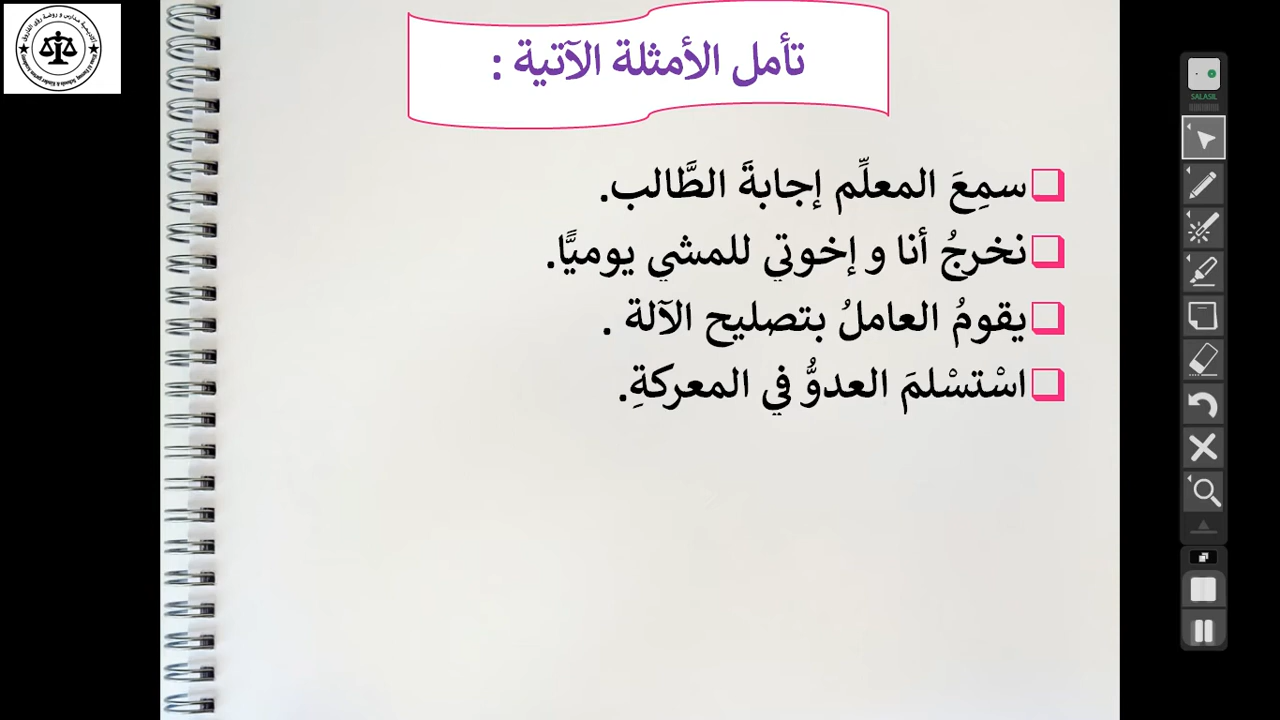 تأمل الأمثلة الآتية :
سمِعَ المعلِّم إجابةَ الطَّالب.
نخرجُ أنا و إخوتي للمشي يوميًّا.
يقومُ العاملُ بتصليح الآلة .
اسْتسْلمَ العدوُّ في المعركةِ.
SALASIL